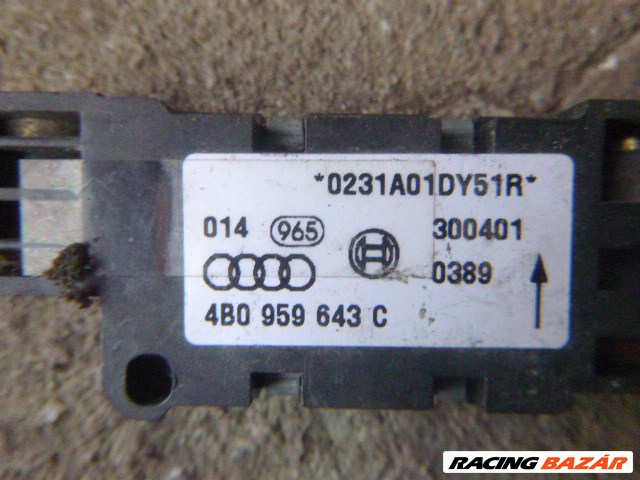 *0231A01DY51R*
014 965 300401
0389
4B0 959 643 C
RACING BAZÁR